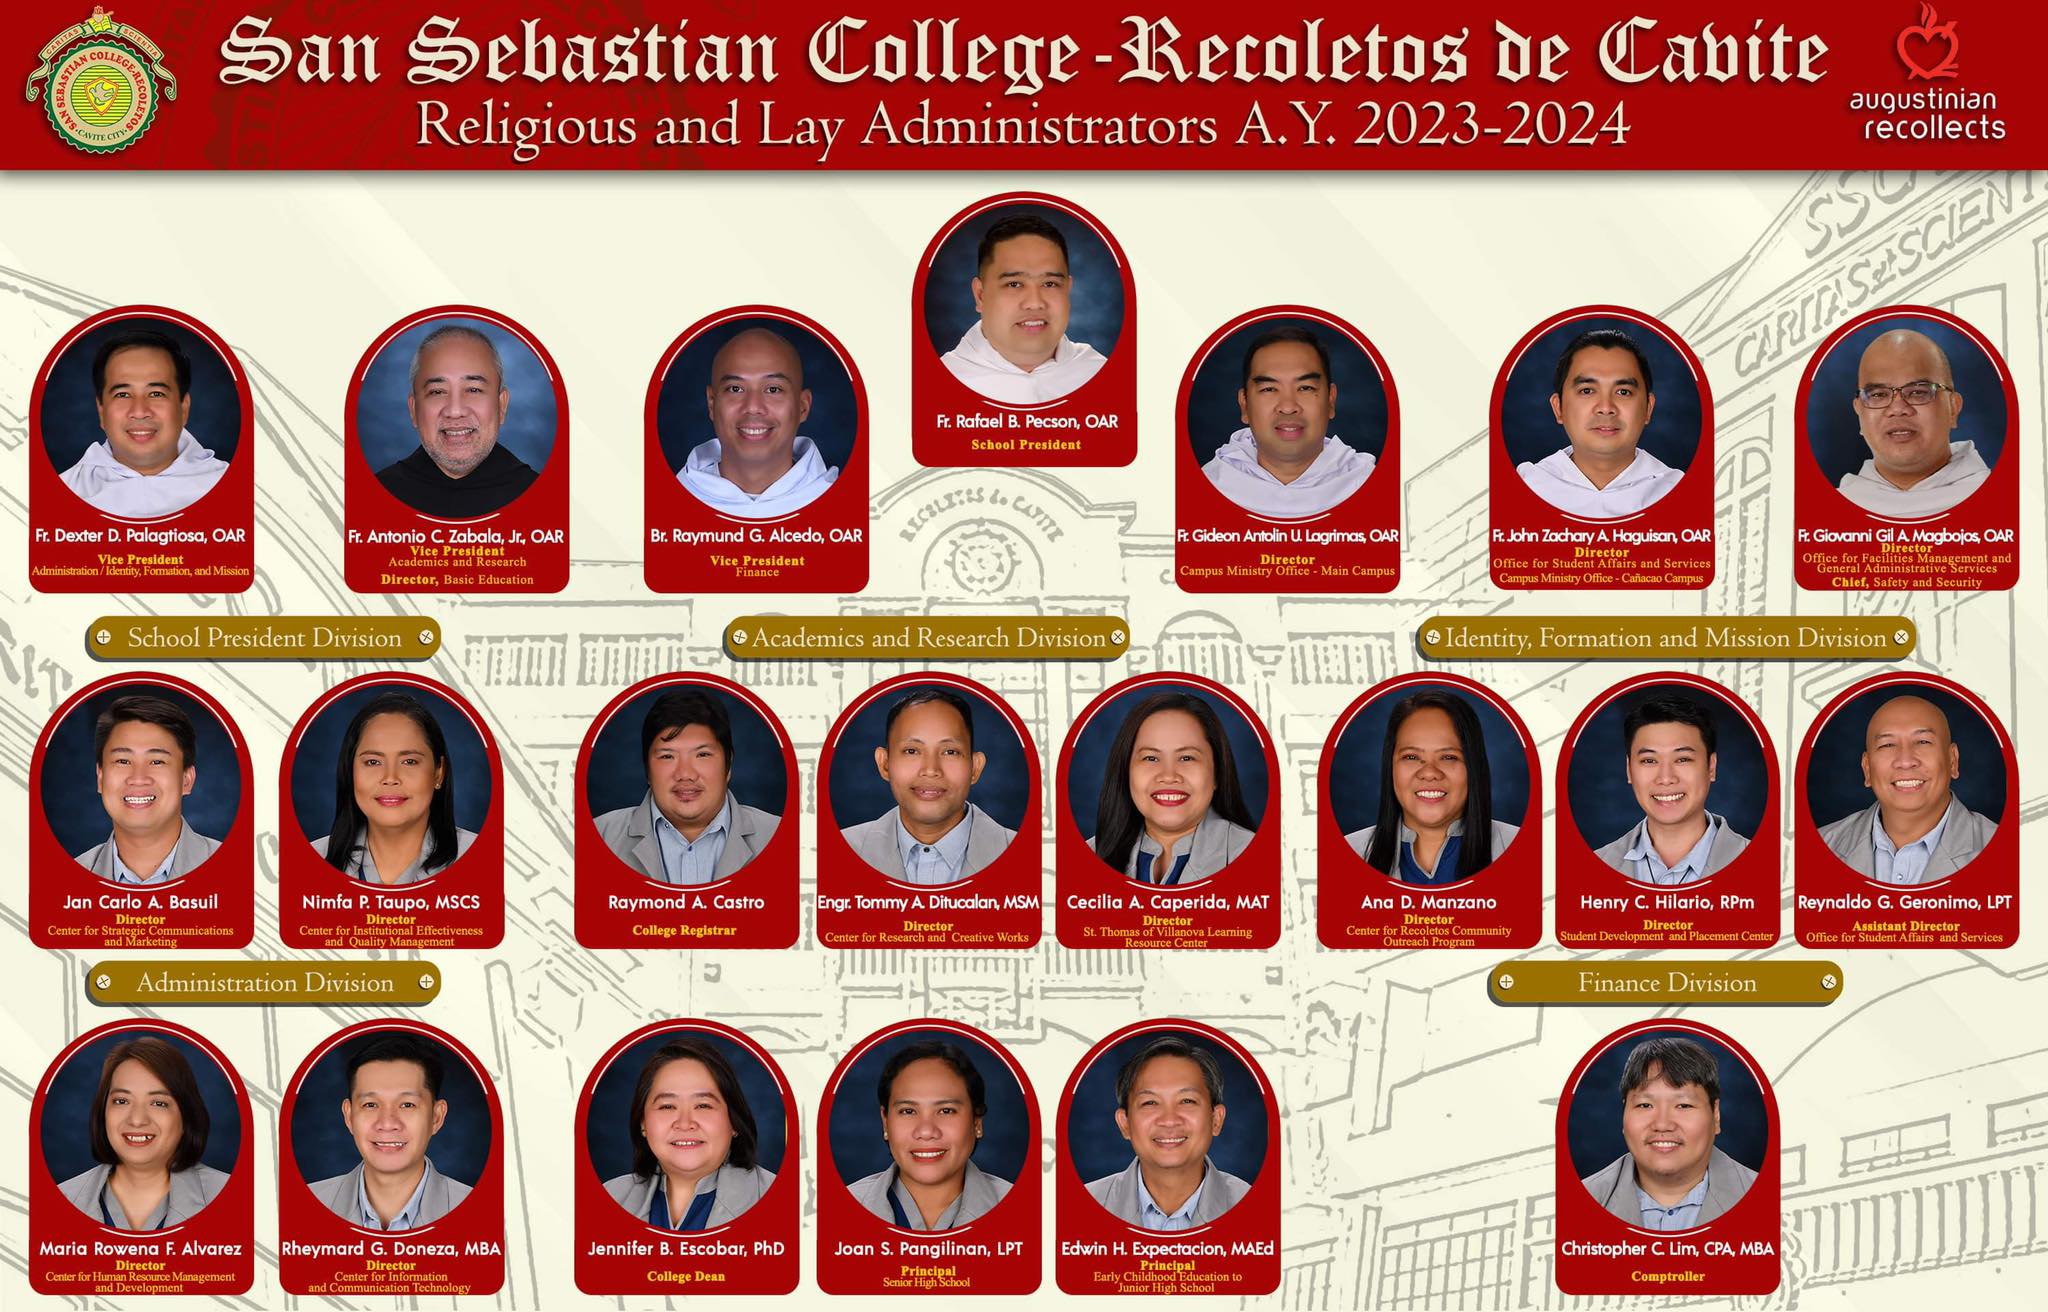 CARITAS ET SCIENTIA
SAN SEBASTIAN COLLEGE-RECOLETOS
• CAVITE CITY •
San Sebastian College-Recoletos de Cavite
Religious and Lay Administrators A.Y. 2023-2024
augustinian
recollects
Fr. Rafael B. Pecson, OAR
School President
Fr. Dexter D. Palagtiosa, OAR
Vice President
Administration / Identity, Formation, and Mission
Fr. Antonio C. Zabala, Jr., OAR
Vice President
Academics and Research
Director, Basic Education
Br. Raymund G. Alcedo, OAR
Vice President
Finance
Fr. Gideon Antolin U. Lagrimas, OAR
Director
Campus Ministry Office - Main Campus
Fr. John Zachary A. Haguisan, OAR
Director
Office for Student Affairs and Services
Campus Ministry Office - Cañacao Campus
Fr. Giovanni Gil A. Magbojos, OAR
Director
Office for Facilities Management and
General Administrative Services
Chief, Safety and Security
RECOLETOS de CAVITE
CARITAS et SCIENT
School President Division
Academics and Research Division
Identity, Formation and Mission Division
Jan Carlo A. Basuil
Director
Center for Strategic Communications
and Marketing
Nimfa P. Taupo, MSCS
Director
Center for Institutional Effectiveness
and Quality Management
Raymond A. Castro
College Registrar
Engr. Tommy A. Ditucalan, MSM
Director
Center for Research and Creative Works
Cecilia A. Caperida, MAT
Director
St. Thomas of Villanova Learning
Resource Center
Ana D. Manzano
Director
Center for Recoletos Community
Outreach Program
Henry C. Hilario, RPm
Director
Student Development and Placement Center
Reynaldo G. Geronimo, LPT
Assistant Director
Office for Student Affairs and Services
Administration Division
Finance Division
Maria Rowena F. Alvarez
Director
Center for Human Resource Management
and Development
Rheymard G. Doneza, MBA
Director
Center for Information
and Communication Technology
Jennifer B. Escobar, PhD
College Dean
Joan S. Pangilinan, LPT
Principal
Senior High School
Edwin H. Expectacion, MAEd
Principal
Early Childhood Education to
Junior High School
Christopher C. Lim, CPA, MBA
Comptroller